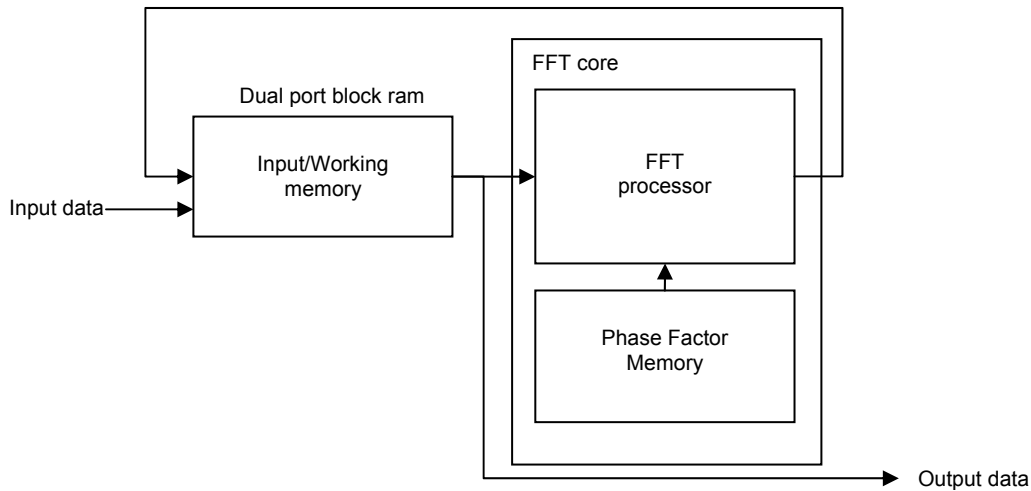 FFT core
Dual port block ram
Input/Working
memory
FFT
processor
Input data
Phase Factor
Memory
Output data